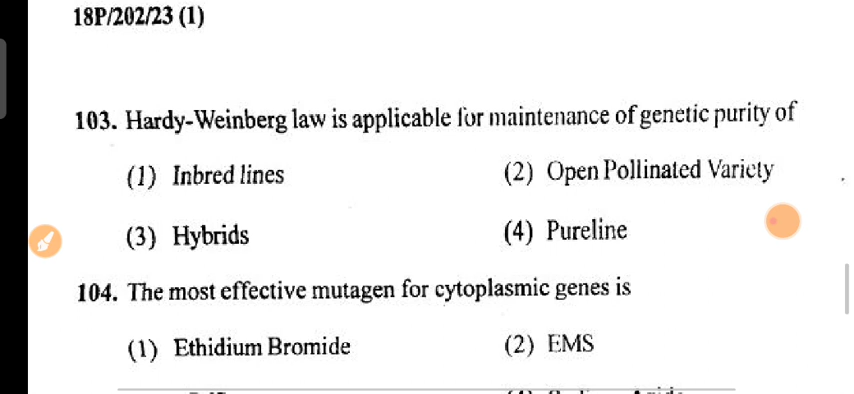 18P/202/23 (1)
103. Hardy-Weinberg law is applicable for maintenance of genetic purity of
(1) Inbred lines (2) Open Pollinated Variety
(3) Hybrids (4) Pureline
104. The most effective mutagen for cytoplasmic genes is
(1) Ethidium Bromide (2) EMS